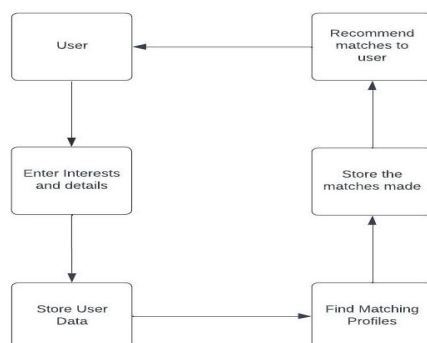 User
Recommend
matches to
user
Enter Interests
and details
Store the
matches made
Store User
Data
Find Matching
Profiles